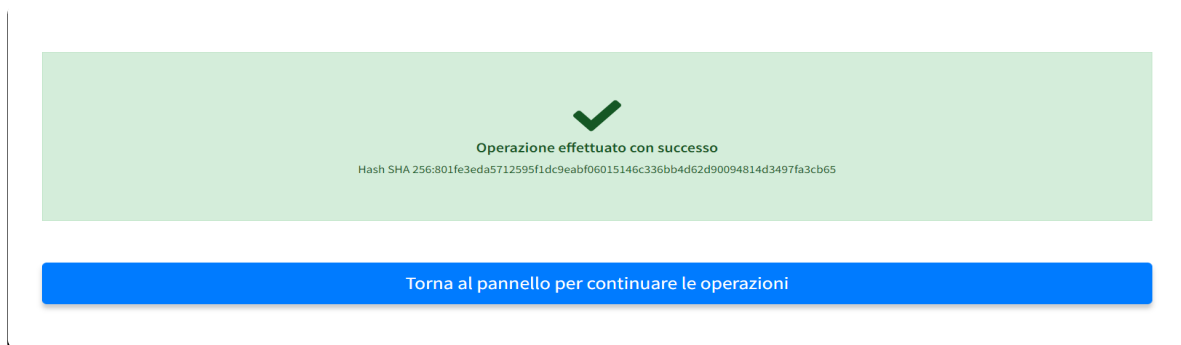 Operazione effettuato con successo
Hash SHA 256:801fe3eda5712595f1dc9eabf06015146c336bb4d62d90094814d3497fa3cb65
Torna al pannello per continuare le operazioni